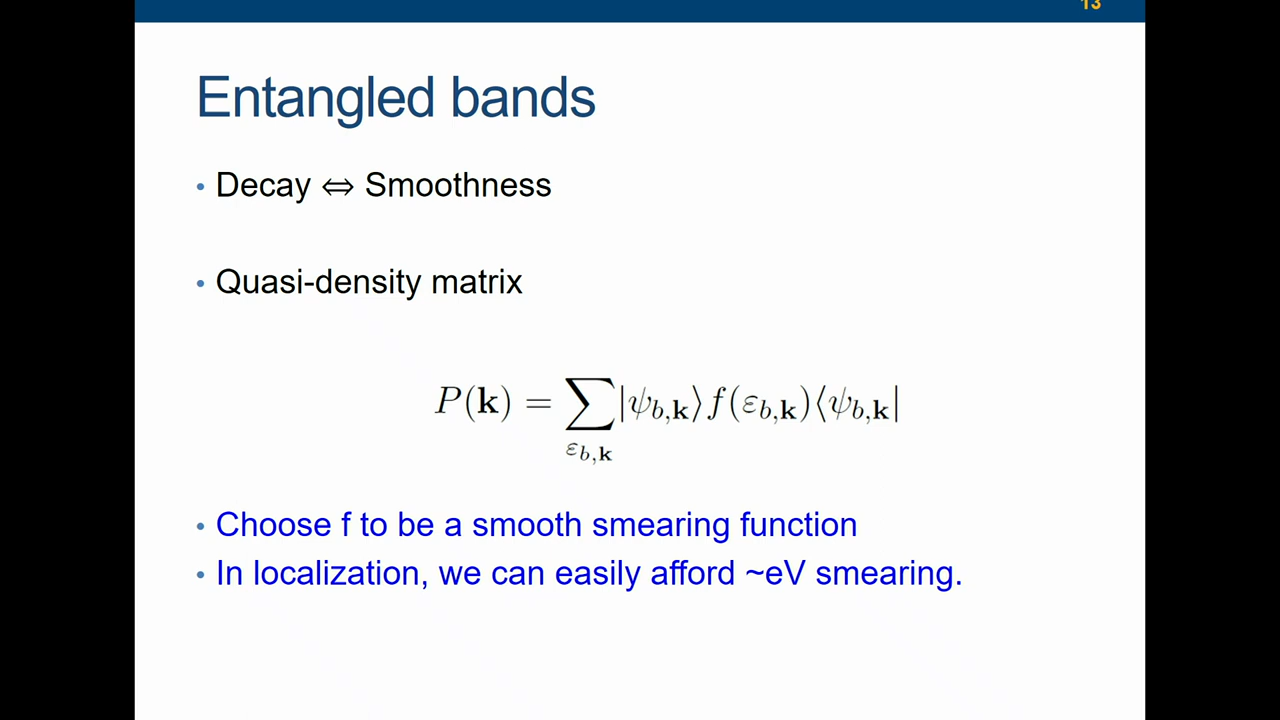 13
Entangled bands
• Decay ⇔ Smoothness
• Quasi-density matrix
P(𝐤) = ∑_{ε_{b,𝐤}} |ψ_{b,𝐤}⟩ f(ε_{b,𝐤}) ⟨ψ_{b,𝐤}|
• Choose f to be a smooth smearing function
• In localization, we can easily afford ~eV smearing.